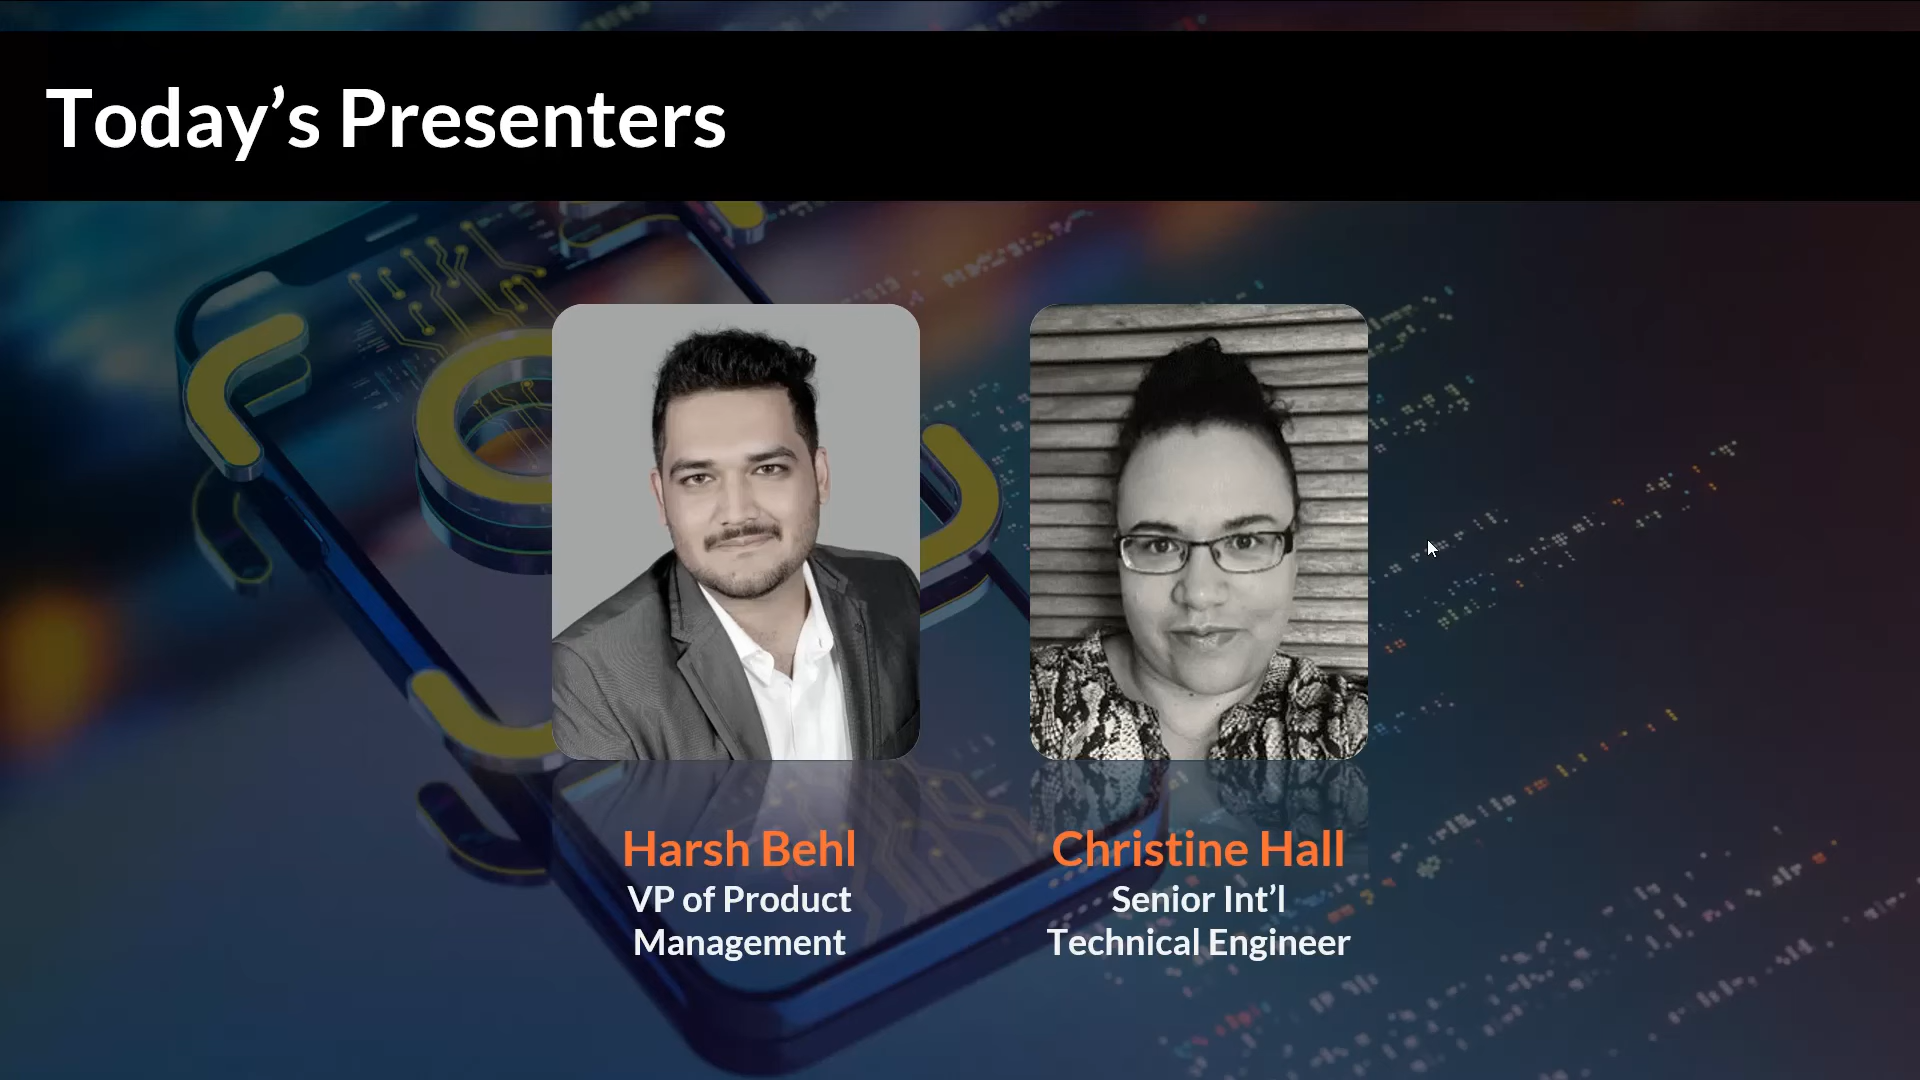 Today’s Presenters
Harsh Behl
VP of Product
Management
Christine Hall
Senior Int’l
Technical Engineer